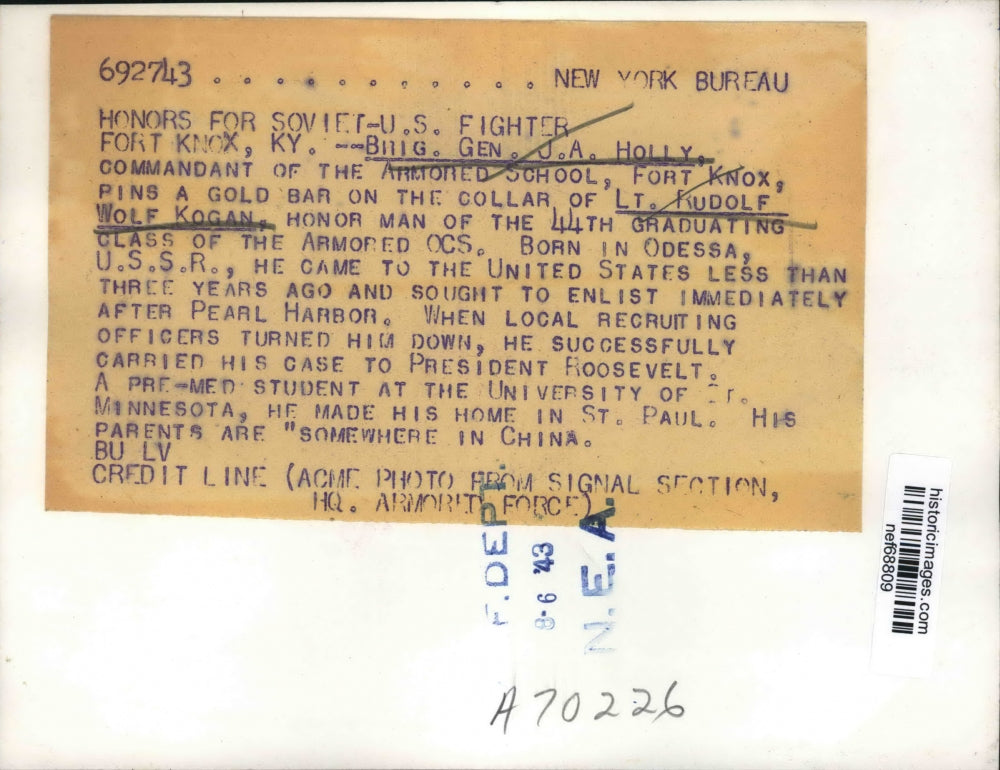 692743 . . . . . . . . . . . . NEW YORK BUREAU
HONORS FOR SOVIET-U.S. FIGHTER
FORT KNOX, KY. --BRIG. GEN. J.A. HOLLY,
COMMANDANT OF THE ARMORED SCHOOL, FORT KNOX,
PINS A GOLD BAR ON THE COLLAR OF LT. RUDOLF
WOLF KOGAN, HONOR MAN OF THE 44TH GRADUATING
CLASS OF THE ARMORED OCS. BORN IN ODESSA,
U.S.S.R., HE CAME TO THE UNITED STATES LESS THAN
THREE YEARS AGO AND SOUGHT TO ENLIST IMMEDIATELY
AFTER PEARL HARBOR. WHEN LOCAL RECRUITING
OFFICERS TURNED HIM DOWN, HE SUCCESSFULLY
CARRIED HIS CASE TO PRESIDENT ROOSEVELT.
A PRE-MED STUDENT AT THE UNIVERSITY OF
MINNESOTA, HE MADE HIS HOME IN ST. PAUL. HIS
PARENTS ARE "SOMEWHERE IN CHINA.
BU LV
CREDIT LINE (ACME PHOTO FROM SIGNAL SECTION,
HQ. ARMORED FORCE)
F. DEPT.
8-6 '43
N.E.A.
A70226
historicimages.com
nef68809